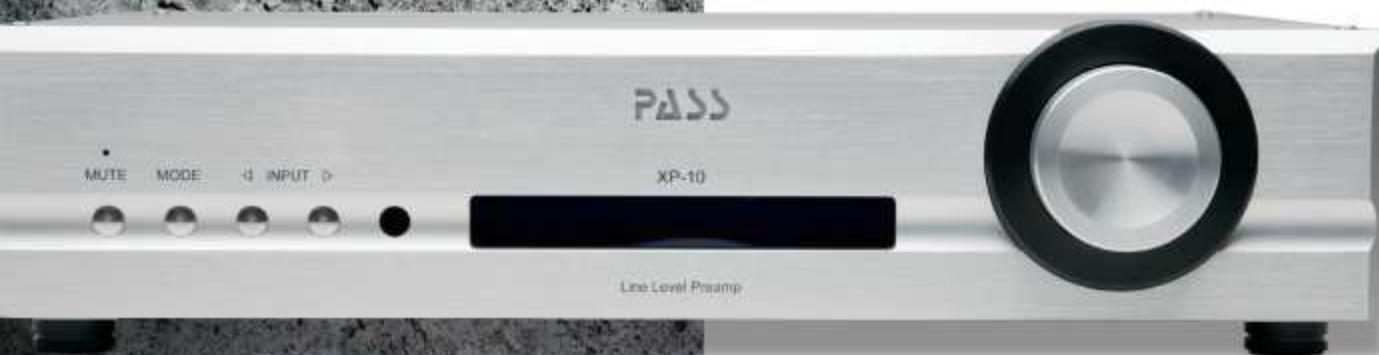 PASS
MUTE MODE ◁ INPUT ▷
XP-10
Line Level Preamp